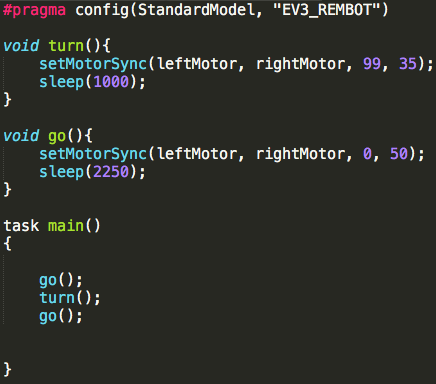 #pragma config(StandardModel, "EV3_REMBOT")
void turn(){
setMotorSync(leftMotor, rightMotor, 99, 35);
sleep(1000);
}
void go(){
setMotorSync(leftMotor, rightMotor, 0, 50);
sleep(2250);
}
task main()
{
go();
turn();
go();
}